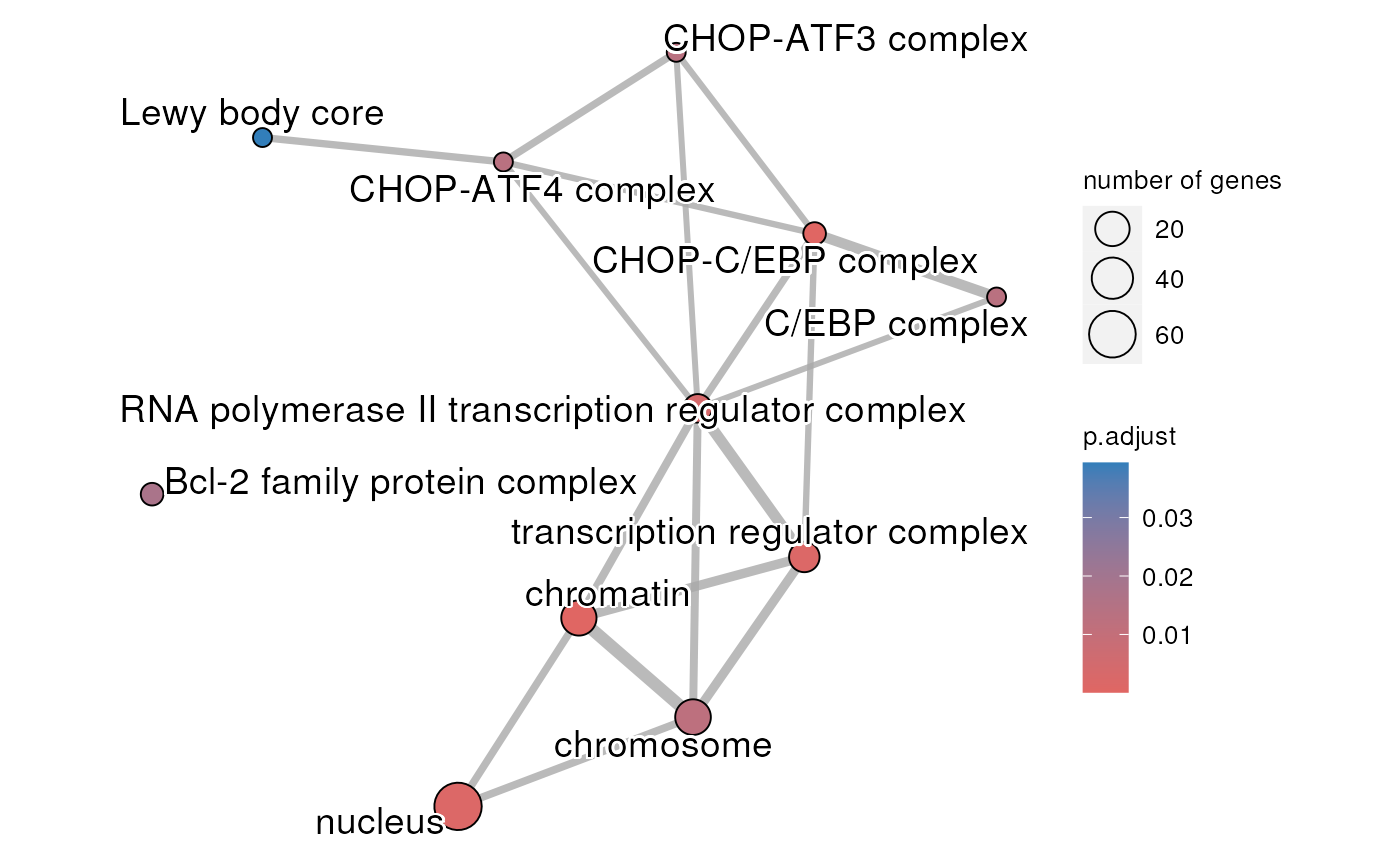 CHOP-ATF3 complex
Lewy body core
CHOP-ATF4 complex
CHOP-C/EBP complex
C/EBP complex
RNA polymerase II transcription regulator complex
Bcl-2 family protein complex
transcription regulator complex
chromatin
chromosome
nucleus
number of genes
20
40
60
p.adjust
0.03
0.02
0.01